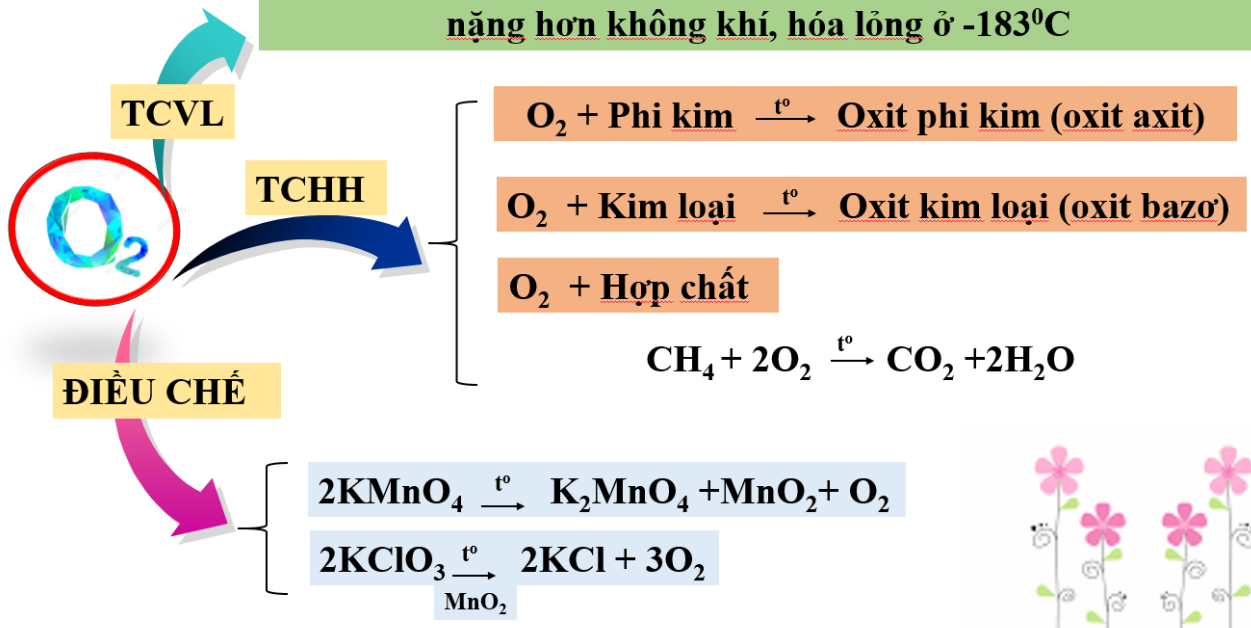 nặng hơn không khí, hóa lỏng ở -183⁰C
TCVL
O₂ + Phi kim →(tᵒ) Oxit phi kim (oxit axit)
TCHH
O₂ + Kim loại →(tᵒ) Oxit kim loại (oxit bazơ)
O₂
O₂ + Hợp chất
CH₄ + 2O₂ →(tᵒ) CO₂ +2H₂O
ĐIỀU CHẾ
2KMnO₄ →(tᵒ) K₂MnO₄ +MnO₂+ O₂
2KClO₃ →(tᵒ, MnO₂) 2KCl + 3O₂